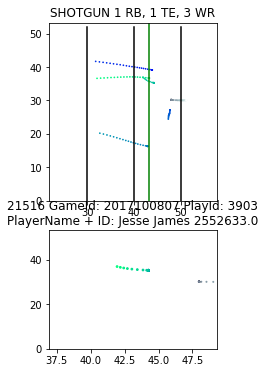 SHOTGUN 1 RB, 1 TE, 3 WR
50
40
30
20
10
0
30 40 50
21516 GameId: 2017100807 PlayId: 3903
PlayerName + ID: Jesse James 2552633.0
40
20
0
37.5 40.0 42.5 45.0 47.5